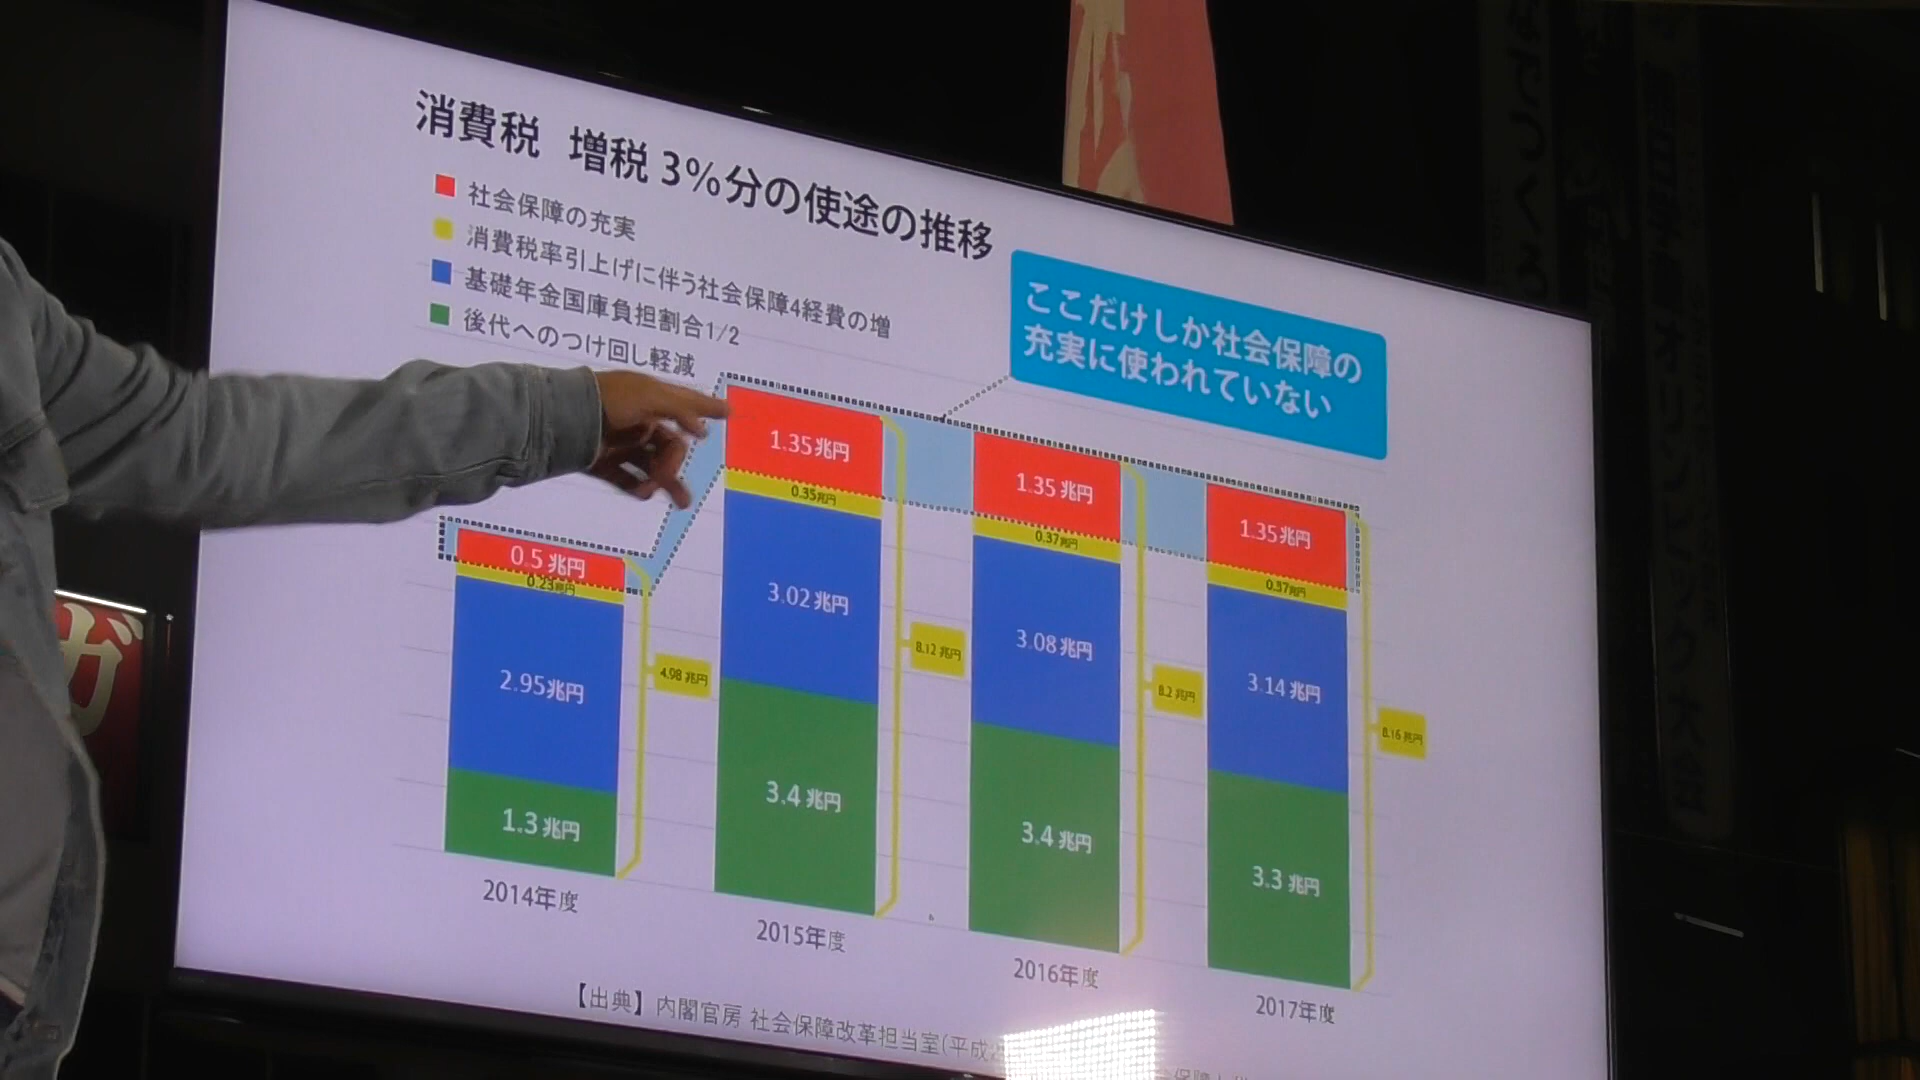 消費税 増税 3%分の使途の推移
社会保障の充実
消費税率引上げに伴う社会保障4経費の増
基礎年金国庫負担割合1/2
後代へのつけ回し軽減
ここだけしか社会保障の
充実に使われていない
0.5 兆円
0.23兆円
2.95兆円
1.3 兆円
4.98 兆円
2014年度
1.35兆円
0.35兆円
3.02 兆円
3.4 兆円
8.12 兆円
2015年度
1.35 兆円
0.37兆円
3.08 兆円
3.4 兆円
8.2 兆円
2016年度
1.35兆円
0.37兆円
3.14 兆円
3.3 兆円
8.16 兆円
2017年度
【出典】内閣官房 社会保障改革担当室(平成
ガ